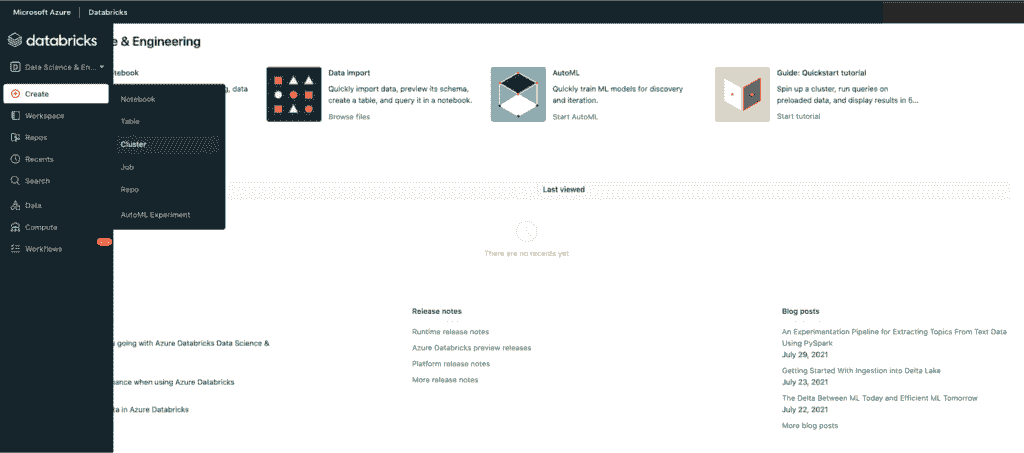 Microsoft Azure
Databricks
databricks
e & Engineering
Data Science & En...
Create
Workspace
Repos
Recents
Search
Data
Compute
Workflows
Notebook
Table
Cluster
Job
Repo
AutoML Experiment
otebook
ng, data
Data import
Quickly import data, preview its schema,
create a table, and query it in a notebook.
Browse files
AutoML
Quickly train ML models for discovery
and iteration.
Start AutoML
Guide: Quickstart tutorial
Spin up a cluster, run queries on
preloaded data, and display results in 5...
Start tutorial
Last viewed
There are no recents yet
going with Azure Databricks Data Science &
ance when using Azure Databricks
ta in Azure Databricks
Release notes
Runtime release notes
Azure Databricks preview releases
Platform release notes
More release notes
Blog posts
An Experimentation Pipeline for Extracting Topics From Text Data
Using PySpark
July 29, 2021
Getting Started With Ingestion into Delta Lake
July 23, 2021
The Delta Between ML Today and Efficient ML Tomorrow
July 22, 2021
More blog posts